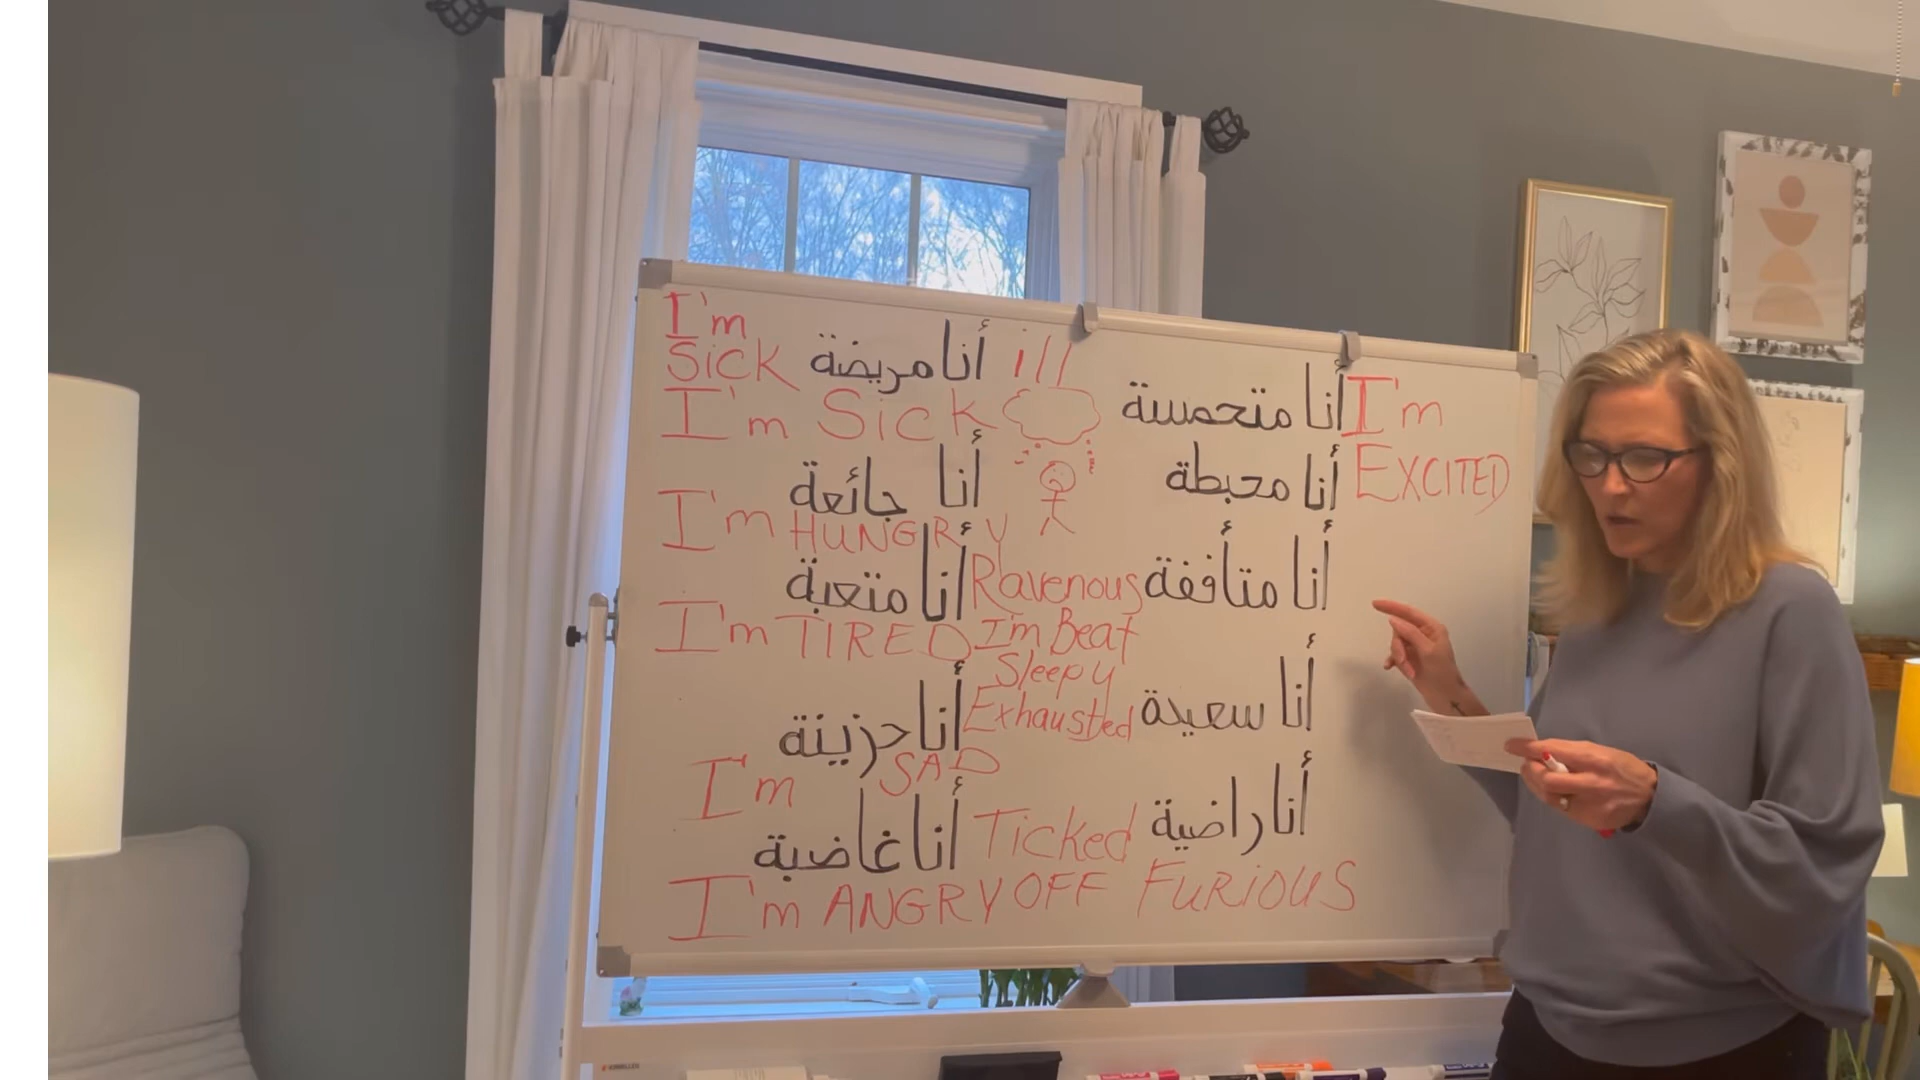 I'm
Sick أنا مريضة ill
I'm Sick
أنا جائعة
I'm HUNGRY
أنا متعبة Ravenous
I'm TIRED I'm Beat
Sleepy
أنا حزينة Exhausted
I'm SAD
أنا غاضبة Ticked
I'm ANGRY OFF FURiOUS
أنا متحمسة I'm
أنا محبطة EXCITED
أنا متأففة
أنا سعيدة
أنا راضية